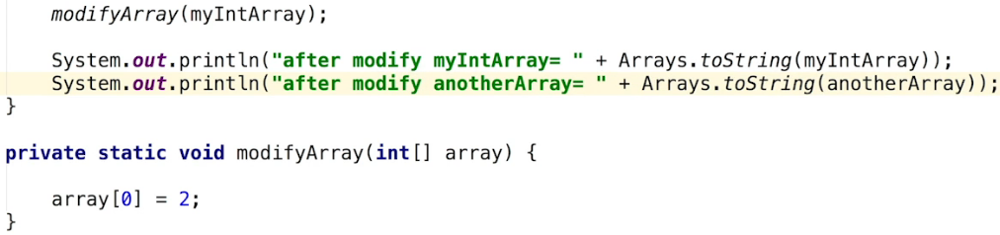 modifyArray(myIntArray);
System.out.println("after modify myIntArray= " + Arrays.toString(myIntArray));
System.out.println("after modify anotherArray= " + Arrays.toString(anotherArray));
}
private static void modifyArray(int[] array) {
array[0] = 2;
}